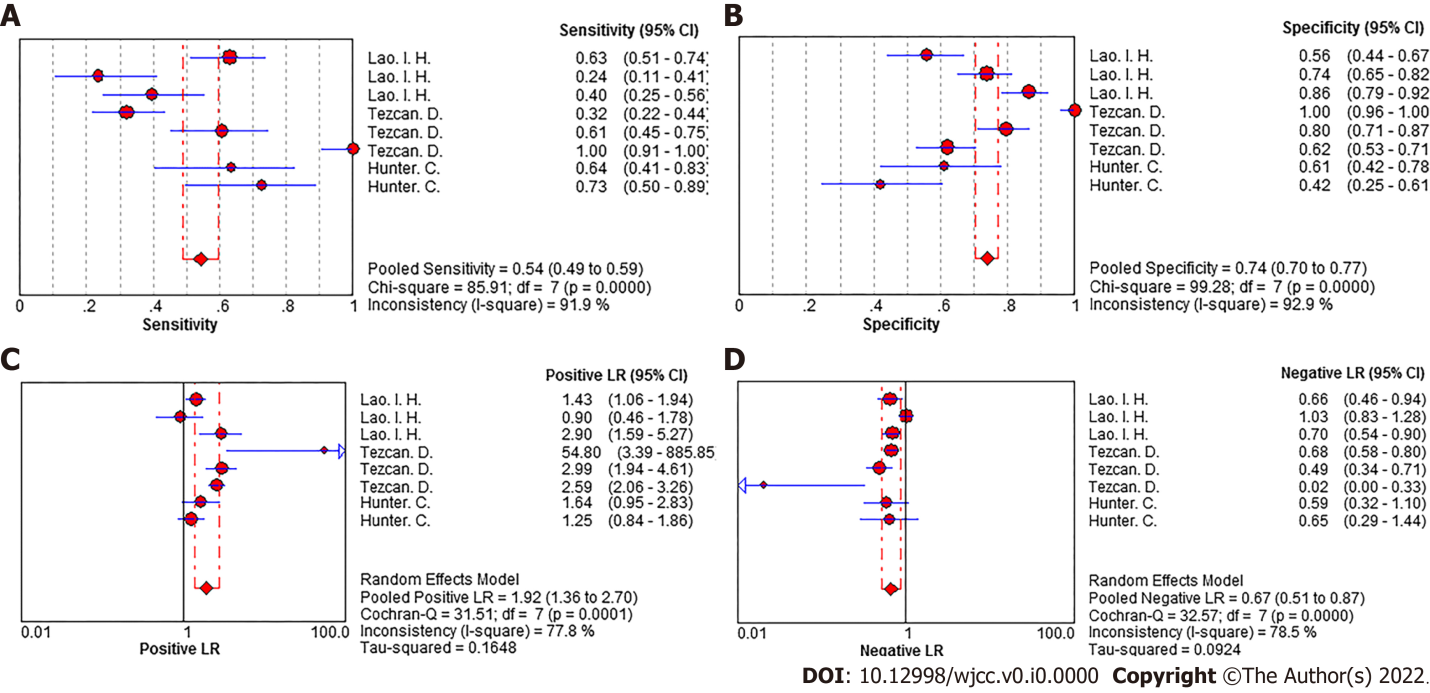 A
Sensitivity (95% CI)
Lao. I. H. 0.63 (0.51 - 0.74)
Lao. I. H. 0.24 (0.11 - 0.41)
Lao. I. H. 0.40 (0.25 - 0.56)
Tezcan. D. 0.32 (0.22 - 0.44)
Tezcan. D. 0.61 (0.45 - 0.75)
Tezcan. D. 1.00 (0.91 - 1.00)
Hunter. C. 0.64 (0.41 - 0.83)
Hunter. C. 0.73 (0.50 - 0.89)
Pooled Sensitivity = 0.54 (0.49 to 0.59)
Chi-square = 85.91; df = 7 (p = 0.0000)
Inconsistency (I-square) = 91.9 %
0 .2 .4 .6 .8 1
Sensitivity
B
Specificity (95% CI)
Lao. I. H. 0.56 (0.44 - 0.67
Lao. I. H. 0.74 (0.65 - 0.82
Lao. I. H. 0.86 (0.79 - 0.92
Tezcan. D. 1.00 (0.96 - 1.00
Tezcan. D. 0.80 (0.71 - 0.87
Tezcan. D. 0.62 (0.53 - 0.71
Hunter. C. 0.61 (0.42 - 0.78
Hunter. C. 0.42 (0.25 - 0.61
Pooled Specificity = 0.74 (0.70 to 0.77)
Chi-square = 99.28; df = 7 (p = 0.0000)
Inconsistency (I-square) = 92.9 %
0 .2 .4 .6 .8 1
Specificity
C
Positive LR (95% CI)
Lao. I. H. 1.43 (1.06 - 1.94)
Lao. I. H. 0.90 (0.46 - 1.78)
Lao. I. H. 2.90 (1.59 - 5.27)
Tezcan. D. 54.80 (3.39 - 885.85)
Tezcan. D. 2.99 (1.94 - 4.61)
Tezcan. D. 2.59 (2.06 - 3.26)
Hunter. C. 1.64 (0.95 - 2.83)
Hunter. C. 1.25 (0.84 - 1.86)
Random Effects Model
Pooled Positive LR = 1.92 (1.36 to 2.70)
Cochran-Q = 31.51; df = 7 (p = 0.0001)
Inconsistency (I-square) = 77.8 %
Tau-squared = 0.1648
0.01 1 100.0
Positive LR
D
Negative LR (95% CI)
Lao. I. H. 0.66 (0.46 - 0.94)
Lao. I. H. 1.03 (0.83 - 1.28)
Lao. I. H. 0.70 (0.54 - 0.90)
Tezcan. D. 0.68 (0.58 - 0.80)
Tezcan. D. 0.49 (0.34 - 0.71)
Tezcan. D. 0.02 (0.00 - 0.33)
Hunter. C. 0.59 (0.32 - 1.10)
Hunter. C. 0.65 (0.29 - 1.44)
Random Effects Model
Pooled Negative LR = 0.67 (0.51 to 0.87)
Cochran-Q = 32.57; df = 7 (p = 0.0000)
Inconsistency (I-square) = 78.5 %
Tau-squared = 0.0924
0.01 1 100.0
Negative LR
DOI: 10.12998/wjcc.v0.i0.0000 Copyright ©The Author(s) 2022.